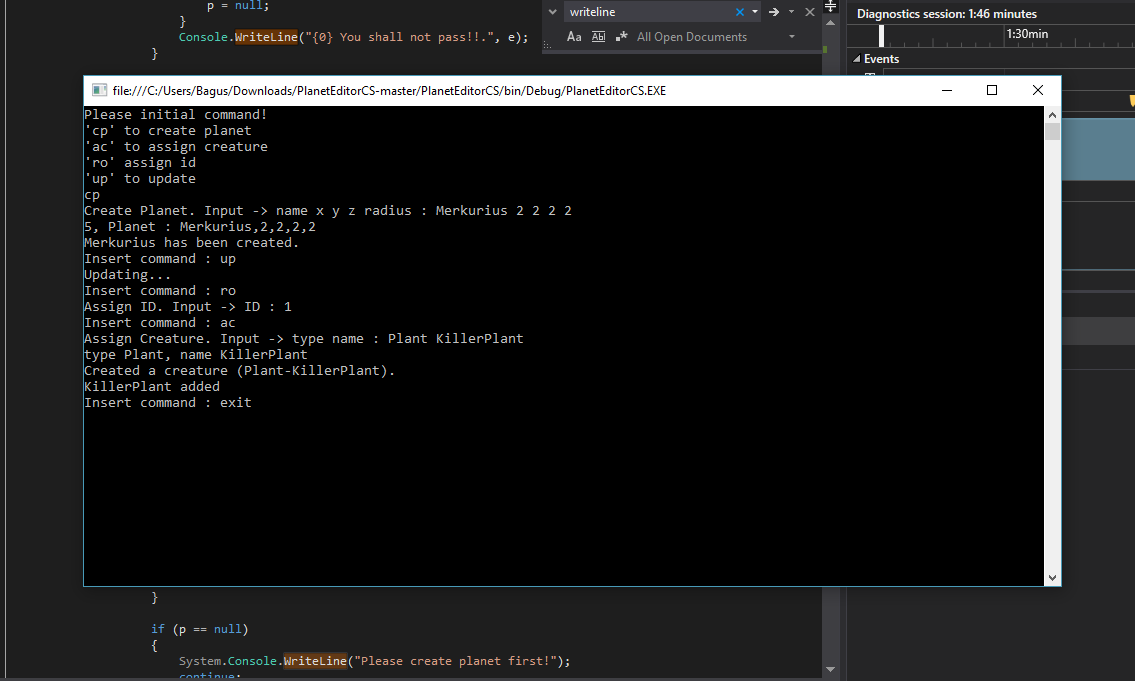 p = null;
}
Console.WriteLine("{0} You shall not pass!!.", e);
}
writeline
Aa Ab .* All Open Documents
Diagnostics session: 1:46 minutes
1:30min
Events
file:///C:/Users/Bagus/Downloads/PlanetEditorCS-master/PlanetEditorCS/bin/Debug/PlanetEditorCS.EXE
Please initial command!
'cp' to create planet
'ac' to assign creature
'ro' assign id
'up' to update
cp
Create Planet. Input -> name x y z radius : Merkurius 2 2 2 2
5, Planet : Merkurius,2,2,2,2
Merkurius has been created.
Insert command : up
Updating...
Insert command : ro
Assign ID. Input -> ID : 1
Insert command : ac
Assign Creature. Input -> type name : Plant KillerPlant
type Plant, name KillerPlant
Created a creature (Plant-KillerPlant).
KillerPlant added
Insert command : exit
}
if (p == null)
{
System.Console.WriteLine("Please create planet first!");
continue;